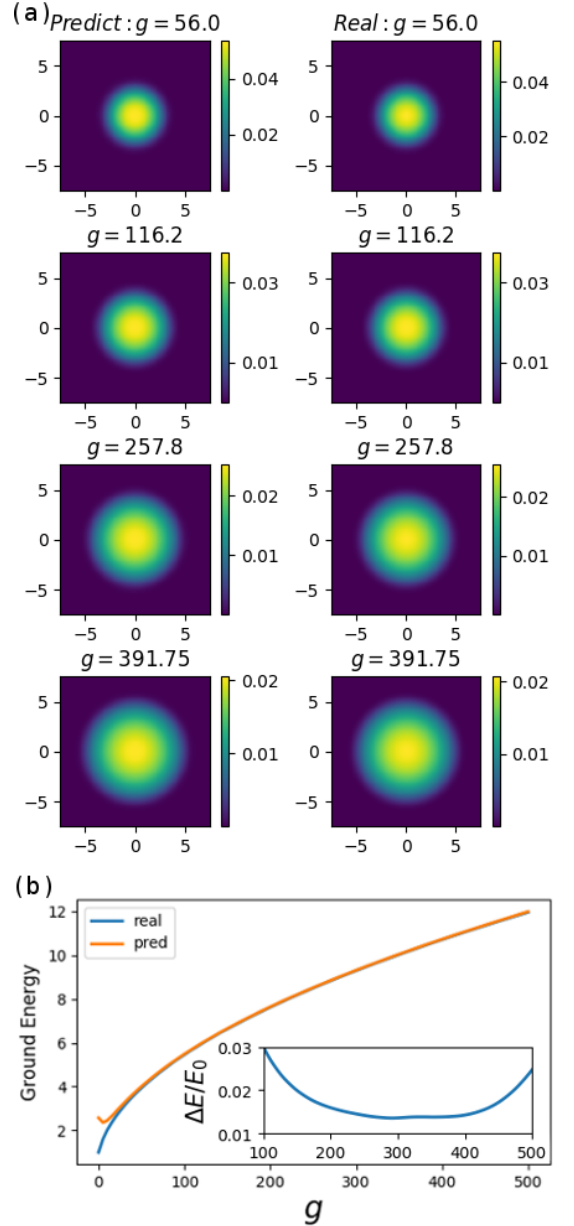 (a)
Predict: g = 56.0
Real: g = 56.0
5
0
−5
−5 0 5
0.04
0.02
5
0
−5
−5 0 5
0.04
0.02
g = 116.2
g = 116.2
5
0
−5
−5 0 5
0.03
0.01
5
0
−5
−5 0 5
0.03
0.01
g = 257.8
g = 257.8
5
0
−5
−5 0 5
0.02
0.01
5
0
−5
−5 0 5
0.02
0.01
g = 391.75
g = 391.75
5
0
−5
−5 0 5
0.02
0.01
5
0
−5
−5 0 5
0.02
0.01
(b)
real
pred
Ground Energy
12
10
8
6
4
2
ΔE/E₀
0.03
0.02
0.01
100 200 300 400 500
0 100 200 300 400 500
g